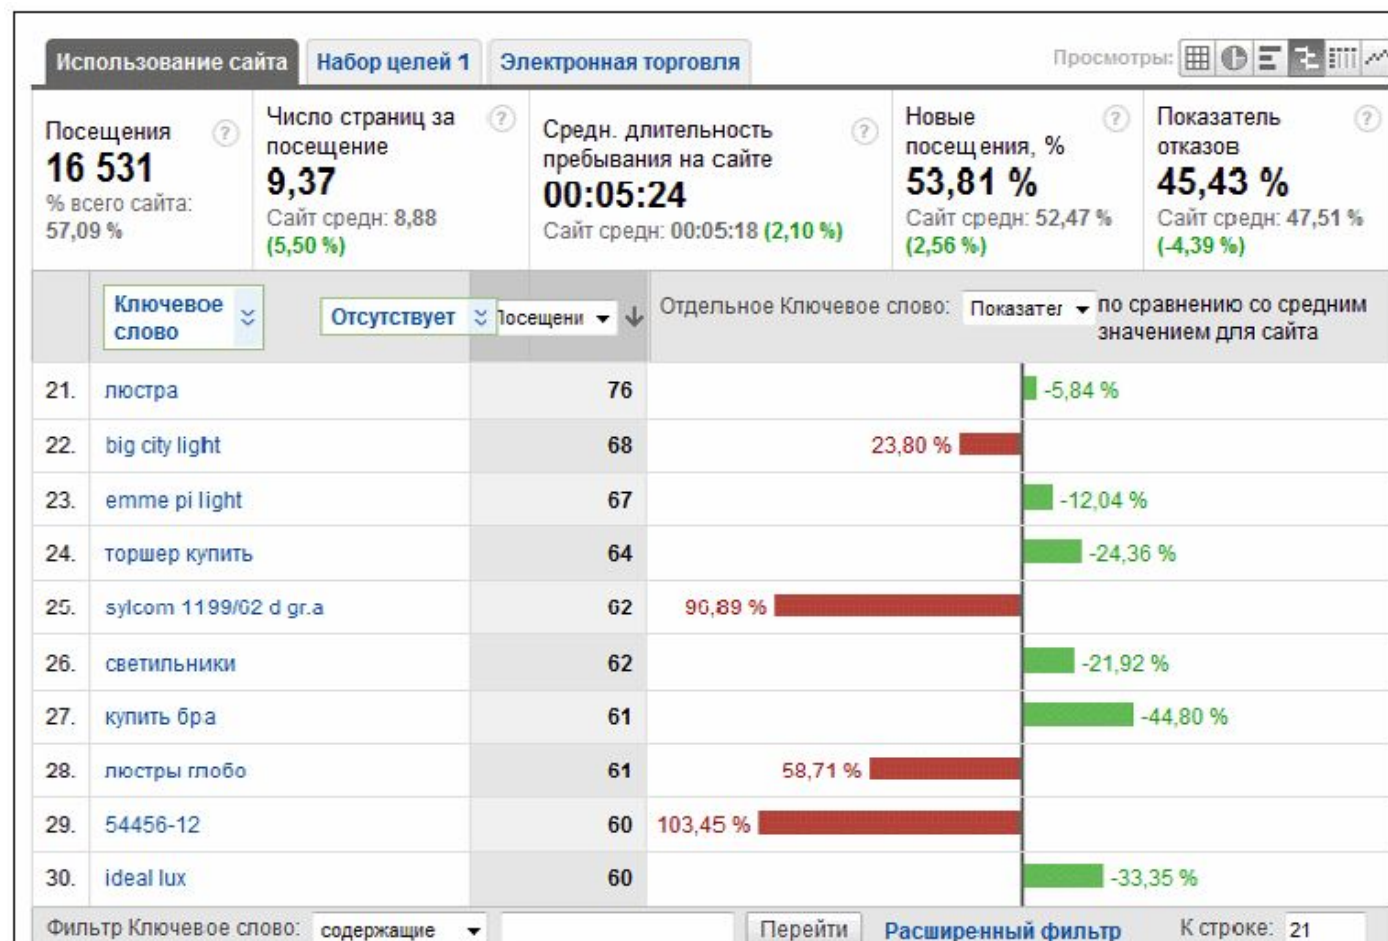 Использование сайта Набор целей 1 Электронная торговля Просмотры:
Посещения
16 531
% всего сайта:
57,09 %
Число страниц за
посещение
9,37
Сайт средн: 8,88
(5,50 %)
Средн. длительность
пребывания на сайте
00:05:24
Сайт средн: 00:05:18 (2,10 %)
Новые
посещения, %
53,81 %
Сайт средн: 52,47 %
(2,56 %)
Показатель
отказов
45,43 %
Сайт средн: 47,51 %
(-4,39 %)
Ключевое
слово
Отсутствует
Посещени
Отдельное Ключевое слово: Показател по сравнению со средним
значением для сайта
21. люстра 76 -5,84 %
22. big city light 68 23,80 %
23. emme pi light 67 -12,04 %
24. торшер купить 64 -24,36 %
25. sylcom 1199/62 d gr.a 62 96,89 %
26. светильники 62 -21,92 %
27. купить бра 61 -44,80 %
28. люстры глобо 61 58,71 %
29. 54456-12 60 103,45 %
30. ideal lux 60 -33,35 %
Фильтр Ключевое слово: содержащие Перейти Расширенный фильтр К строке: 21